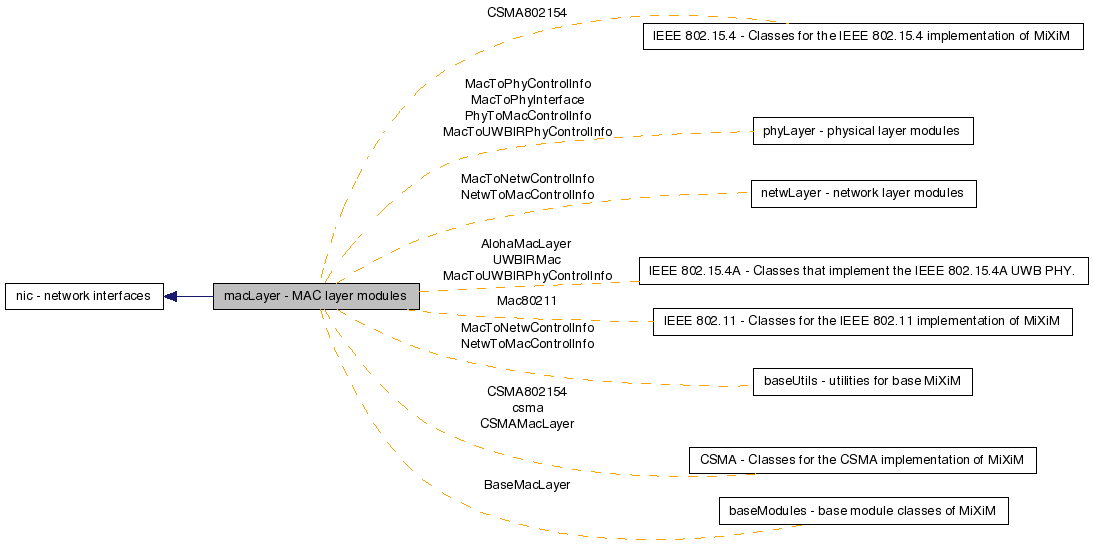 CSMA802154
IEEE 802.15.4 - Classes for the IEEE 802.15.4 implementation of MiXiM
MacToPhyControlInfo
MacToPhyInterface
PhyToMacControlInfo
MacToUWBIRPhyControlInfo
phyLayer - physical layer modules
MacToNetwControlInfo
NetwToMacControlInfo
netwLayer - network layer modules
AlohaMacLayer
UWBIRMac
MacToUWBIRPhyControlInfo
IEEE 802.15.4A - Classes that implement the IEEE 802.15.4A UWB PHY.
nic - network interfaces
macLayer - MAC layer modules
Mac80211
IEEE 802.11 - Classes for the IEEE 802.11 implementation of MiXiM
MacToNetwControlInfo
NetwToMacControlInfo
baseUtils - utilities for base MiXiM
CSMA802154
csma
CSMAMacLayer
CSMA - Classes for the CSMA implementation of MiXiM
BaseMacLayer
baseModules - base module classes of MiXiM